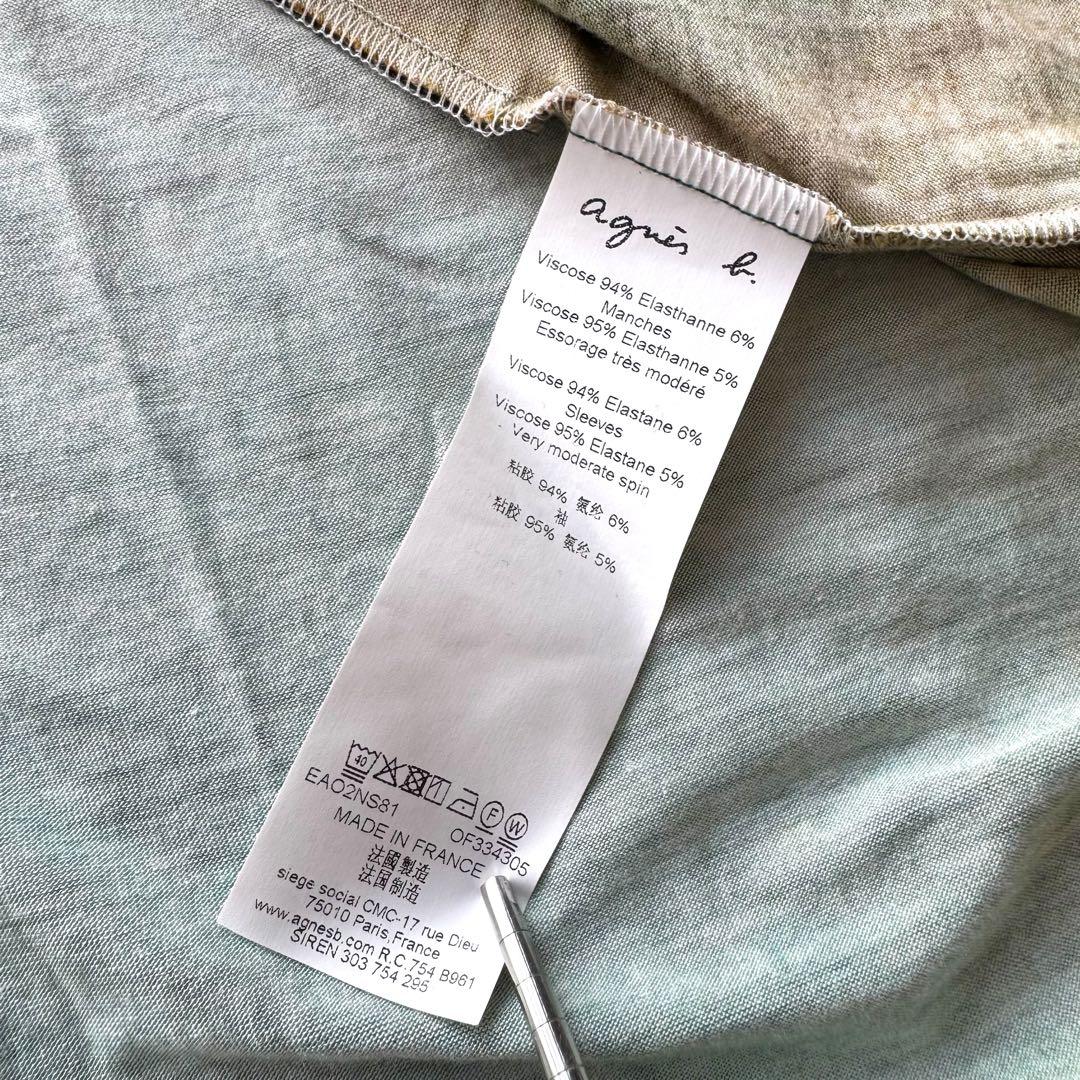 agnès b.
Viscose 94% Elasthanne 6%
Manches
Viscose 95% Elasthanne 5%
Essorage très modéré
Viscose 94% Elastane 6%
Sleeves
Viscose 95% Elastane 5%
Very moderate spin
粘胶 94% 氨纶 6%
袖
粘胶 95% 氨纶 5%
40 F W
EAO2NS81 OF334305
MADE IN FRANCE
法國製造
法国制造
siege social CMC-17 rue Dieu
75010 Paris,France
www.agnesb.com R.C.754 B961
SIREN 303 754 295